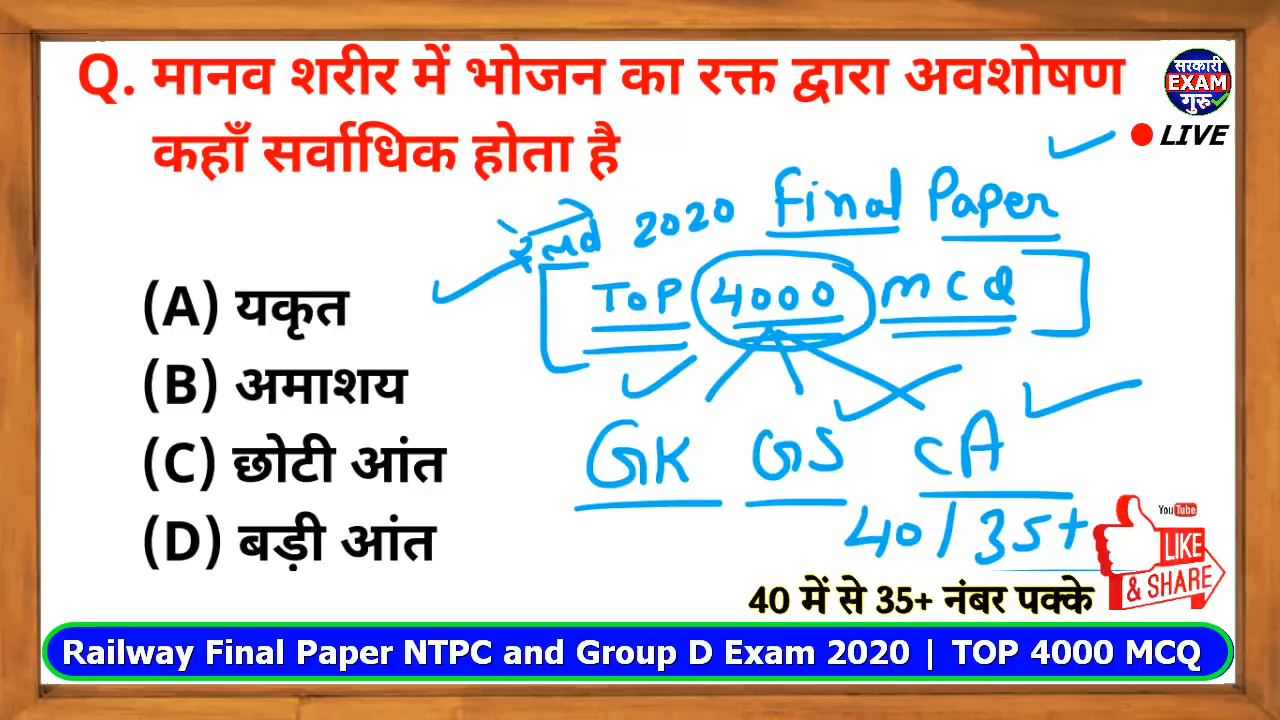 Q. मानव शरीर में भोजन का रक्त द्वारा अवशोषण
कहाँ सर्वाधिक होता है
सरकारी
EXAM
गुरु
LIVE
2020 Final Paper
TOP 4000 MCQ
(A) यकृत
(B) अमाशय
(C) छोटी आंत
(D) बड़ी आंत
GK GS CA
40/35+
YouTube
LIKE
& SHARE
40 में से 35+ नंबर पक्के
Railway Final Paper NTPC and Group D Exam 2020 | TOP 4000 MCQ